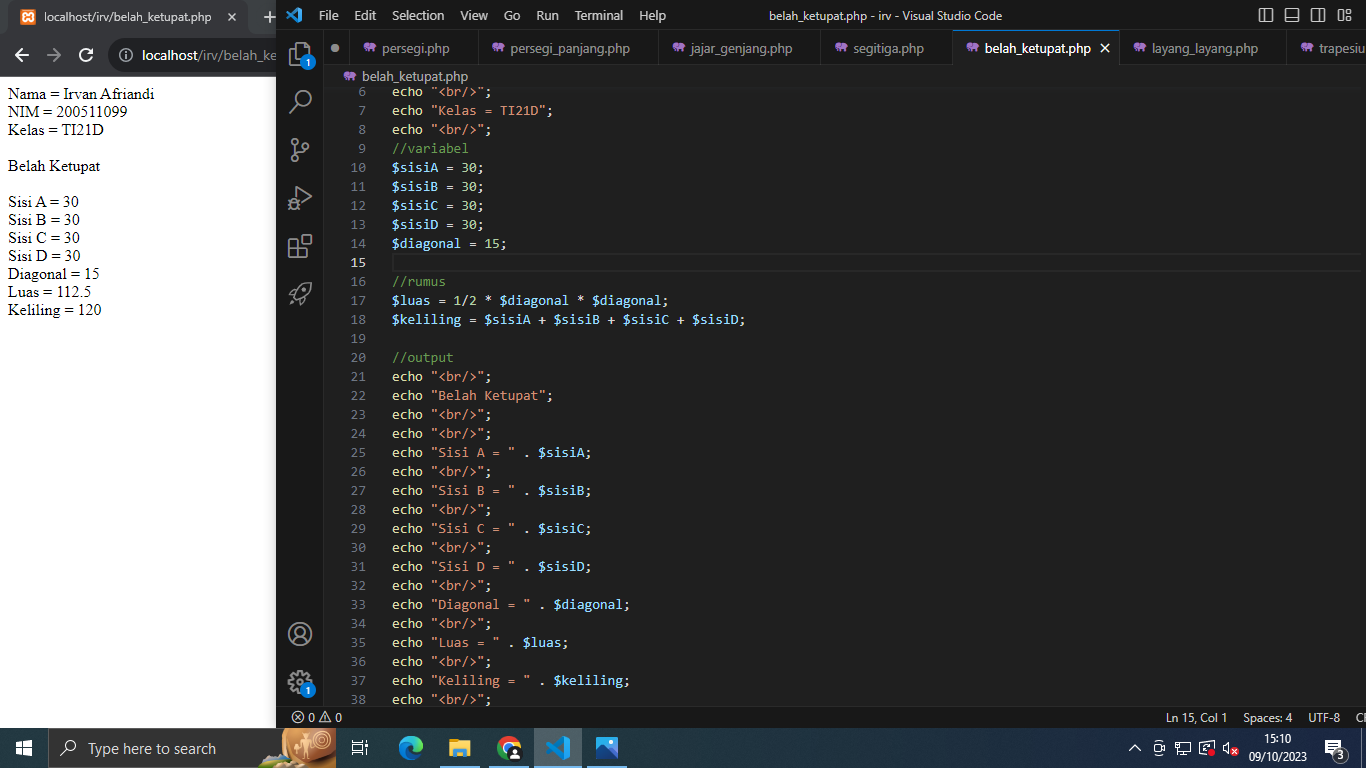 localhost/irv/belah_ketupat.php
localhost/irv/belah_ke
Nama = Irvan Afriandi
NIM = 200511099
Kelas = TI21D
Belah Ketupat
Sisi A = 30
Sisi B = 30
Sisi C = 30
Sisi D = 30
Diagonal = 15
Luas = 112.5
Keliling = 120
File Edit Selection View Go Run Terminal Help
belah_ketupat.php - irv - Visual Studio Code
persegi.php persegi_panjang.php jajar_genjang.php segitiga.php belah_ketupat.php layang_layang.php trapesiu
belah_ketupat.php
1
6 echo "<br/>";
7 echo "Kelas = TI21D";
8 echo "<br/>";
9 //variabel
10 $sisiA = 30;
11 $sisiB = 30;
12 $sisiC = 30;
13 $sisiD = 30;
14 $diagonal = 15;
15
16 //rumus
17 $luas = 1/2 * $diagonal * $diagonal;
18 $keliling = $sisiA + $sisiB + $sisiC + $sisiD;
19
20 //output
21 echo "<br/>";
22 echo "Belah Ketupat";
23 echo "<br/>";
24 echo "<br/>";
25 echo "Sisi A = " . $sisiA;
26 echo "<br/>";
27 echo "Sisi B = " . $sisiB;
28 echo "<br/>";
29 echo "Sisi C = " . $sisiC;
30 echo "<br/>";
31 echo "Sisi D = " . $sisiD;
32 echo "<br/>";
33 echo "Diagonal = " . $diagonal;
34 echo "<br/>";
35 echo "Luas = " . $luas;
36 echo "<br/>";
37 echo "Keliling = " . $keliling;
38 echo "<br/>";
1
0 0
Ln 15, Col 1 Spaces: 4 UTF-8 C
Type here to search
15:10
09/10/2023
3